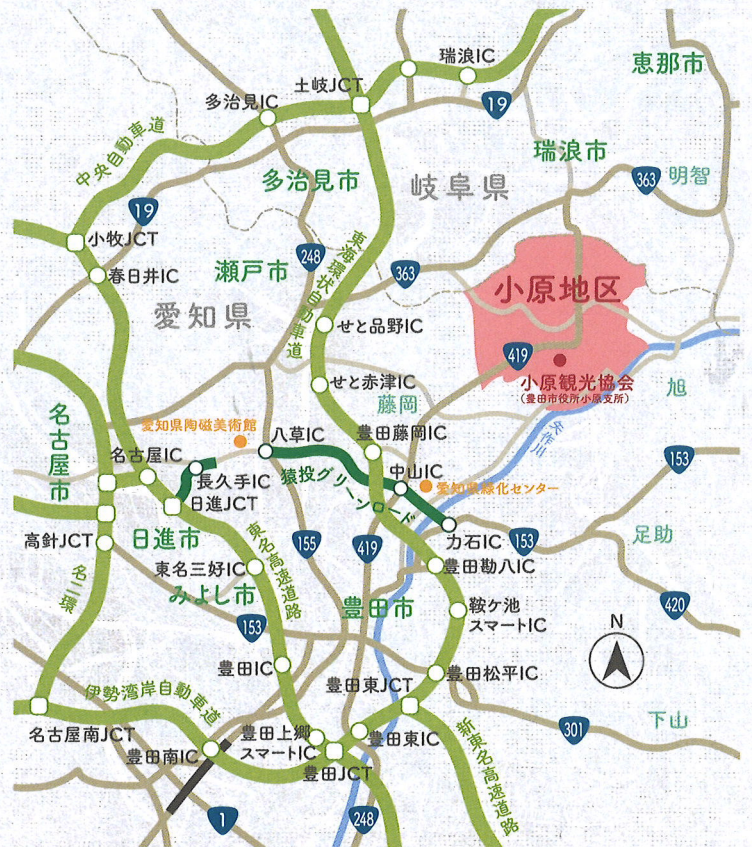 瑞浪IC
恵那市
土岐JCT
多治見IC
19
中央自動車道
瑞浪市
多治見市
岐阜県
363
明智
19
小牧JCT
248
東海環状自動車道
瀬戸市
363
春日井IC
小原地区
愛知県
せと品野IC
419
小原観光協会
(豊田市役所小原支所)
せと赤津IC
旭
藤岡
名古屋市
愛知県陶磁美術館
八草IC
豊田藤岡IC
矢作川
名古屋IC
長久手IC
猿投グリーンロード
中山IC
愛知県緑化センター
153
日進JCT
高針JCT
日進市
力石IC
153
足助
東名高速道路
155
419
東名三好IC
豊田勘八IC
名二環
みよし市
豊田市
鞍ケ池
スマートIC
420
153
N
豊田IC
豊田松平IC
伊勢湾岸自動車道
豊田東JCT
名古屋南JCT
豊田南IC
豊田上郷
スマートIC
豊田東IC
新東名高速道路
301
下山
豊田JCT
1
248